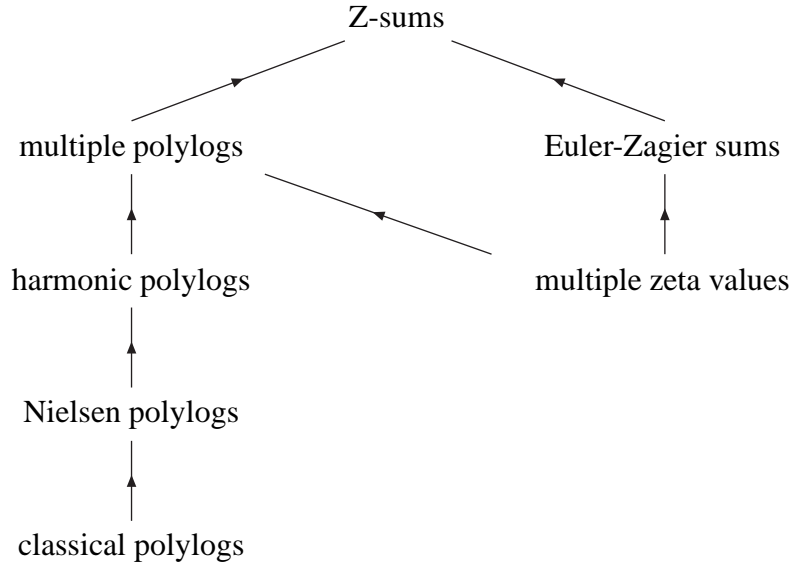 Z-sums
multiple polylogs
Euler-Zagier sums
harmonic polylogs
multiple zeta values
Nielsen polylogs
classical polylogs